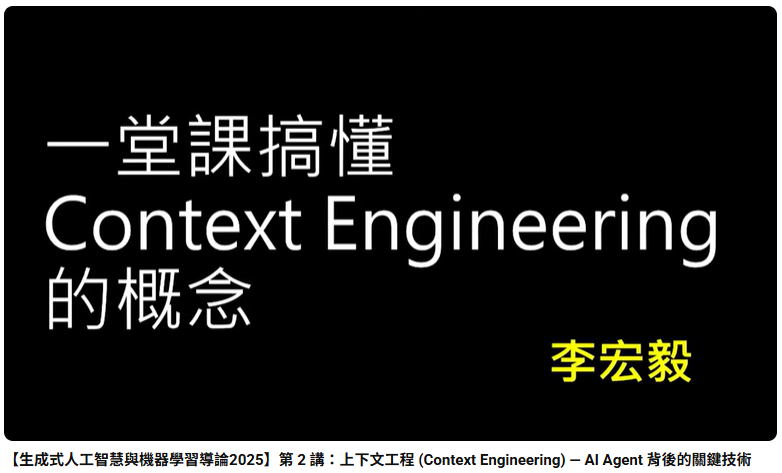 一堂課搞懂
Context Engineering
的概念
李宏毅
【生成式人工智慧與機器學習導論2025】第 2 講：上下文工程 (Context Engineering) — AI Agent 背後的關鍵技術